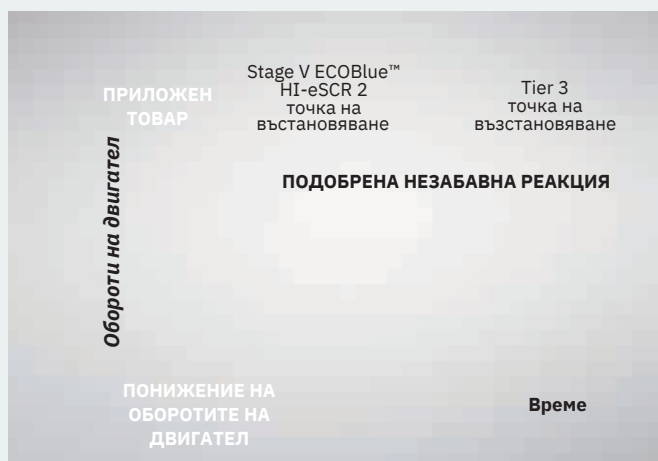 Stage V ECOBlue™
HI-eSCR 2
точка на
въстановяване
Tier 3
точка на
възстановяване
ПРИЛОЖЕН
ТОВАР
ПОДОБРЕНА НЕЗАБАВНА РЕАКЦИЯ
Обороти на двигател
ПОНИЖЕНИЕ НА
ОБОРОТИТЕ НА
ДВИГАТЕЛ
Време